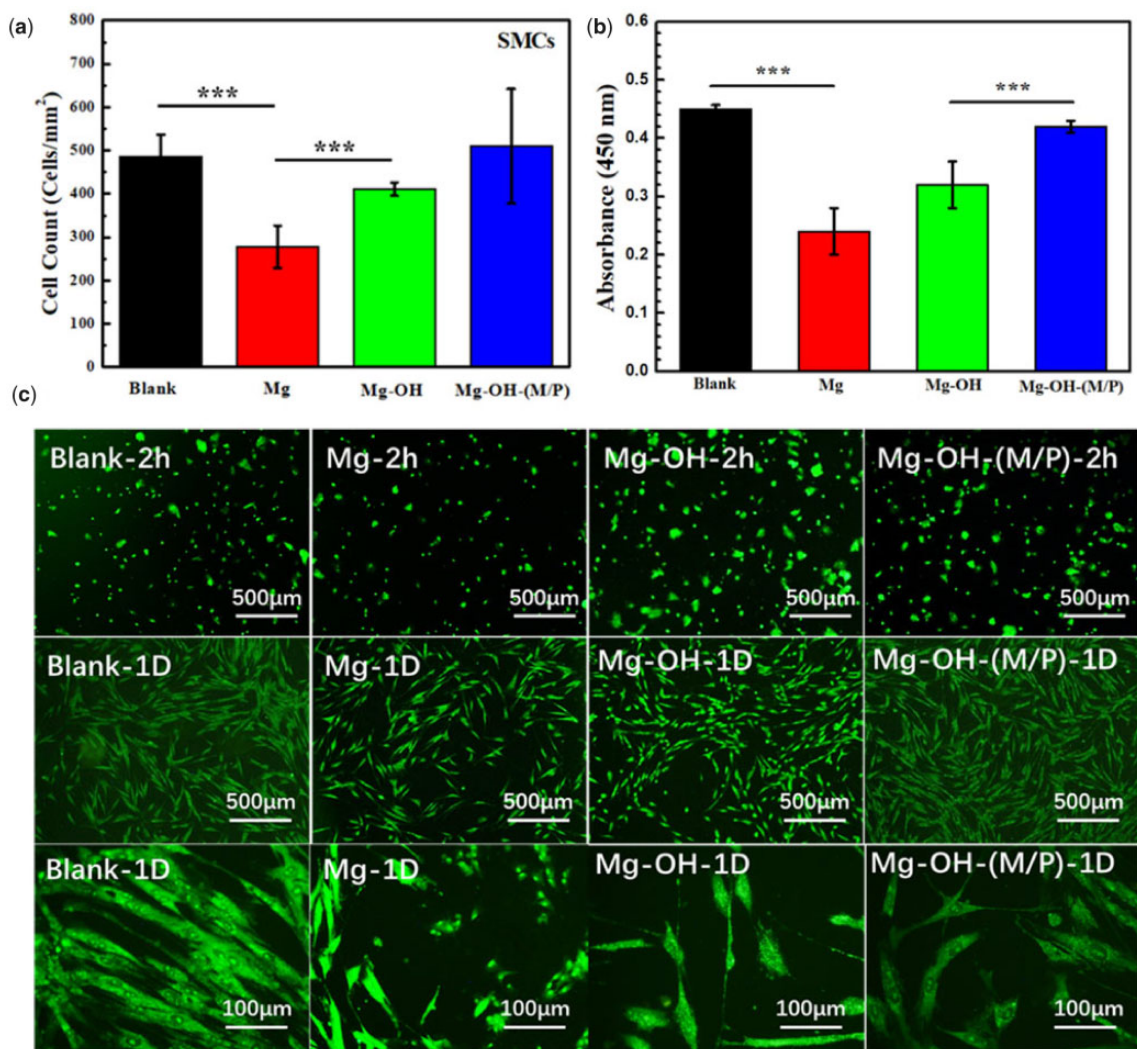 (a)
800
700
600
500
400
300
200
100
0
Cell Count (Cells/mm²)
SMCs
***
***
Blank Mg Mg-OH Mg-OH-(M/P)
(b)
0.6
0.5
0.4
0.3
0.2
0.1
0.0
Absorbance (450 nm)
***
***
Blank Mg Mg-OH Mg-OH-(M/P)
(c)
Blank-2h Mg-2h Mg-OH-2h Mg-OH-(M/P)-2h
500μm 500μm 500μm 500μm
Blank-1D Mg-1D Mg-OH-1D Mg-OH-(M/P)-1D
500μm 500μm 500μm 500μm
Blank-1D Mg-1D Mg-OH-1D Mg-OH-(M/P)-1D
100μm 100μm 100μm 100μm